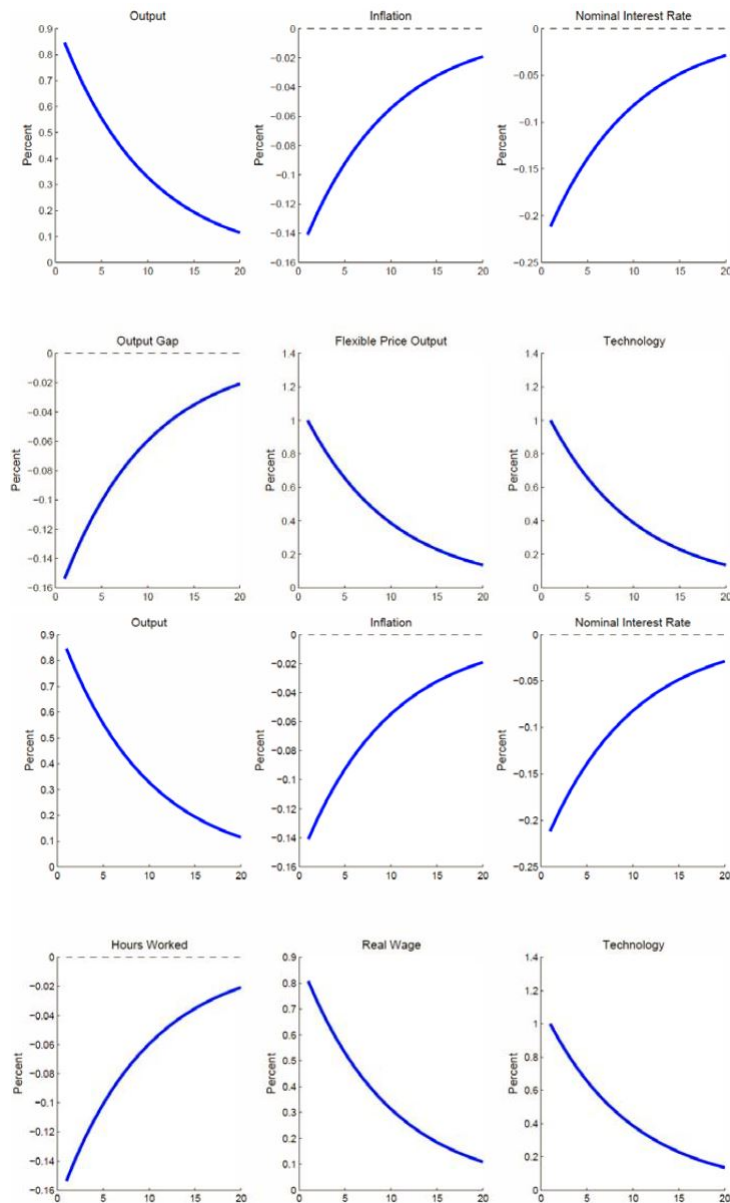 Output
Percent
0.9
0.8
0.7
0.6
0.5
0.4
0.3
0.2
0.1
0
0 5 10 15 20
Inflation
Percent
0
−0.02
−0.04
−0.06
−0.08
−0.1
−0.12
−0.14
−0.16
0 5 10 15 20
Nominal Interest Rate
Percent
0
−0.05
−0.1
−0.15
−0.2
−0.25
0 5 10 15 20
Output Gap
Percent
0
−0.02
−0.04
−0.06
−0.08
−0.1
−0.12
−0.14
−0.16
0 5 10 15 20
Flexible Price Output
Percent
1.4
1.2
1
0.8
0.6
0.4
0.2
0
0 5 10 15 20
Technology
Percent
1.4
1.2
1
0.8
0.6
0.4
0.2
0
0 5 10 15 20
Output
Percent
0.9
0.8
0.7
0.6
0.5
0.4
0.3
0.2
0.1
0
0 5 10 15 20
Inflation
Percent
0
−0.02
−0.04
−0.06
−0.08
−0.1
−0.12
−0.14
−0.16
0 5 10 15 20
Nominal Interest Rate
Percent
0
−0.05
−0.1
−0.15
−0.2
−0.25
0 5 10 15 20
Hours Worked
Percent
0
−0.02
−0.04
−0.06
−0.08
−0.1
−0.12
−0.14
−0.16
0 5 10 15 20
Real Wage
Percent
0.9
0.8
0.7
0.6
0.5
0.4
0.3
0.2
0.1
0
0 5 10 15 20
Technology
Percent
1.4
1.2
1
0.8
0.6
0.4
0.2
0
0 5 10 15 20